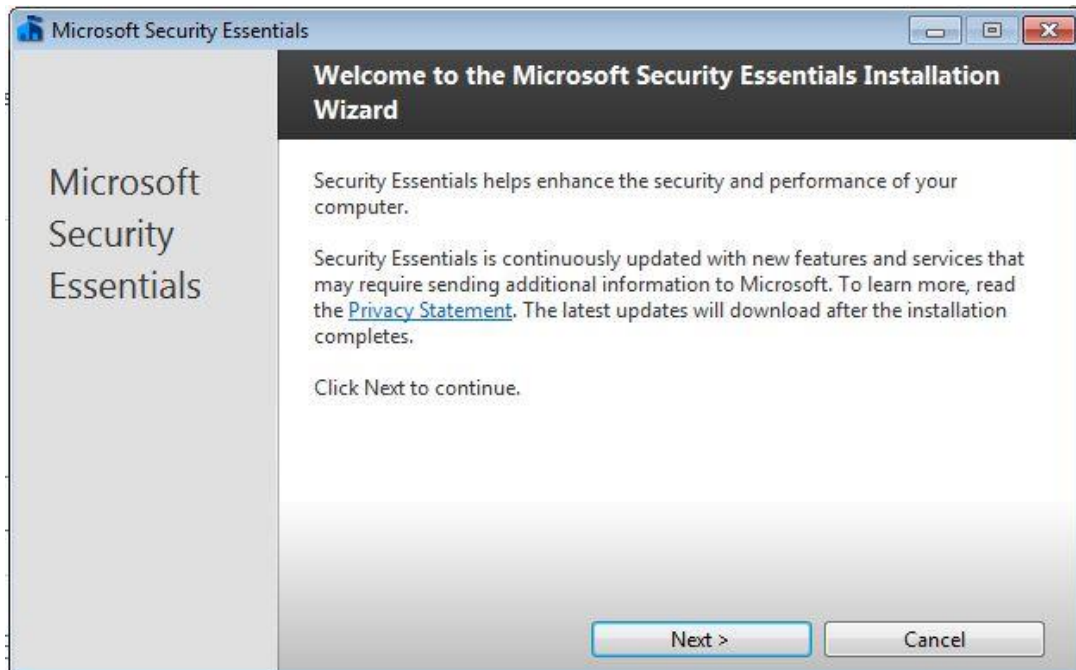 Microsoft Security Essentials
Welcome to the Microsoft Security Essentials Installation
Wizard
Microsoft
Security
Essentials
Security Essentials helps enhance the security and performance of your
computer.
Security Essentials is continuously updated with new features and services that
may require sending additional information to Microsoft. To learn more, read
the Privacy Statement. The latest updates will download after the installation
completes.
Click Next to continue.
Next >
Cancel